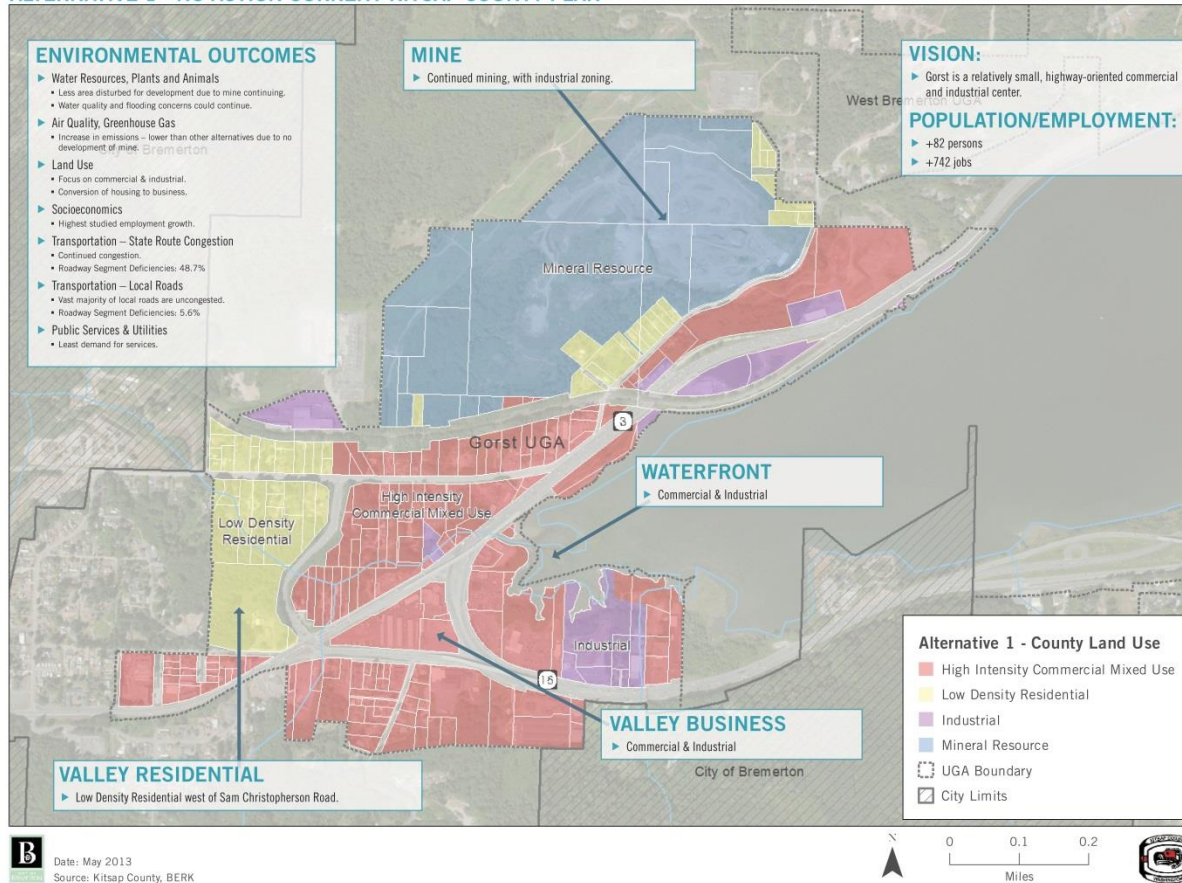 ENVIRONMENTAL OUTCOMES
▶ Water Resources, Plants and Animals
▪ Less area disturbed for development due to mine continuing.
▪ Water quality and flooding concerns could continue.
▶ Air Quality, Greenhouse Gas
▪ Increase in emissions – lower than other alternatives due to no
development of mine.
▶ Land Use
▪ Focus on commercial & industrial.
▪ Conversion of housing to business.
▶ Socioeconomics
▪ Highest studied employment growth.
▶ Transportation – State Route Congestion
▪ Continued congestion.
▪ Roadway Segment Deficiencies: 48.7%
▶ Transportation – Local Roads
▪ Vast majority of local roads are uncongested.
▪ Roadway Segment Deficiencies: 5.6%
▶ Public Services & Utilities
▪ Least demand for services.
City of Bremerton
MINE
▶ Continued mining, with industrial zoning.
VISION:
▶ Gorst is a relatively small, highway-oriented commercial
and industrial center.
POPULATION/EMPLOYMENT:
▶ +82 persons
▶ +742 jobs
West Bremerton UGA
Mineral Resource
3
Gorst UGA
WATERFRONT
▶ Commercial & Industrial
High Intensity
Commercial Mixed Use
Low Density
Residential
Industrial
16
VALLEY BUSINESS
▶ Commercial & Industrial
VALLEY RESIDENTIAL
▶ Low Density Residential west of Sam Christopherson Road.
City of Bremerton
Alternative 1 - County Land Use
High Intensity Commercial Mixed Use
Low Density Residential
Industrial
Mineral Resource
UGA Boundary
City Limits
B
Date: May 2013
Source: Kitsap County, BERK
N
0 0.1 0.2
Miles